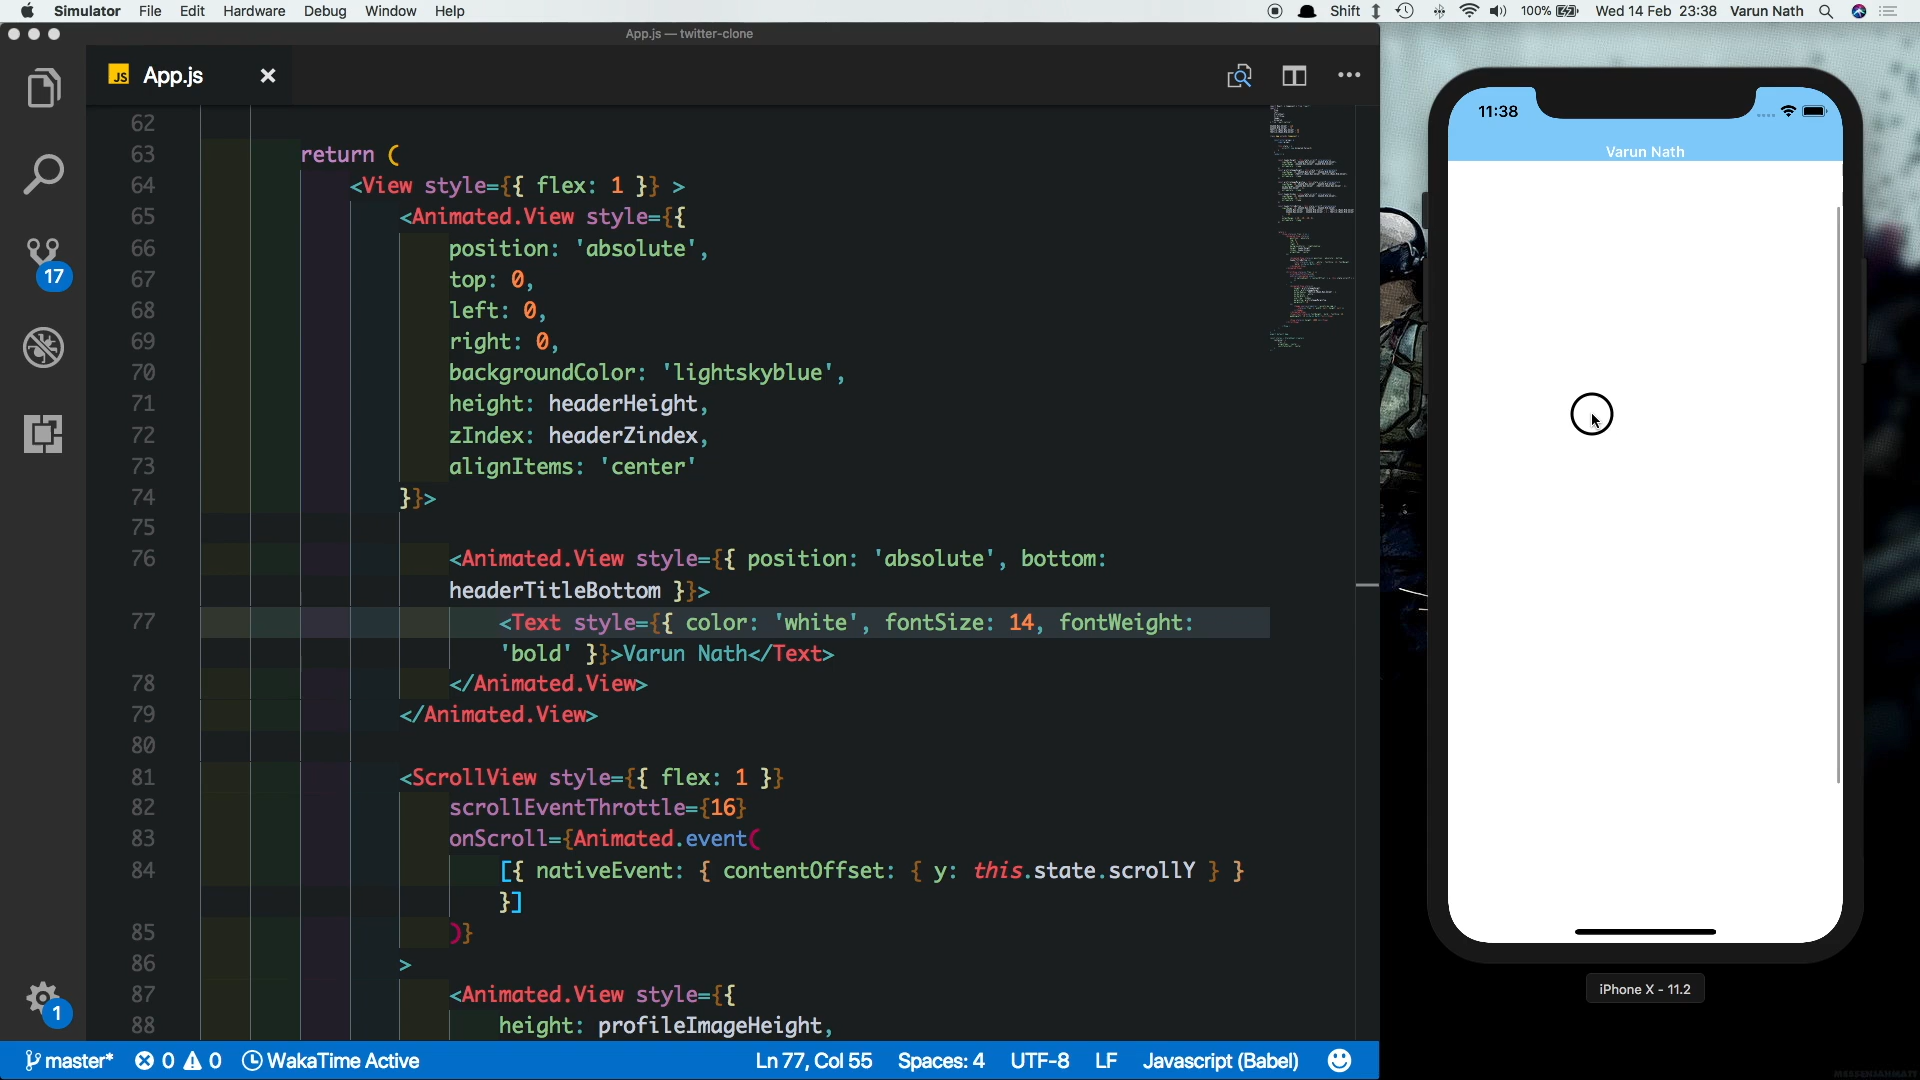 Simulator File Edit Hardware Debug Window Help
Shift 100% Wed 14 Feb 23:38 Varun Nath
App.js — twitter-clone
JS App.js
62
63 return (
64 <View style={{ flex: 1 }} >
65 <Animated.View style={{
66 position: 'absolute',
67 top: 0,
68 left: 0,
69 right: 0,
70 backgroundColor: 'lightskyblue',
71 height: headerHeight,
72 zIndex: headerZindex,
73 alignItems: 'center'
74 }}>
75
76 <Animated.View style={{ position: 'absolute', bottom:
headerTitleBottom }}>
77 <Text style={{ color: 'white', fontSize: 14, fontWeight:
'bold' }}>Varun Nath</Text>
78 </Animated.View>
79 </Animated.View>
80
81 <ScrollView style={{ flex: 1 }}
82 scrollEventThrottle={16}
83 onScroll={Animated.event(
84 [{ nativeEvent: { contentOffset: { y: this.state.scrollY } }
}]
85 )}
86 >
87 <Animated.View style={{
88 height: profileImageHeight,
17
1
master* 0 0 WakaTime Active
Ln 77, Col 55 Spaces: 4 UTF-8 LF Javascript (Babel)
11:38
Varun Nath
iPhone X - 11.2